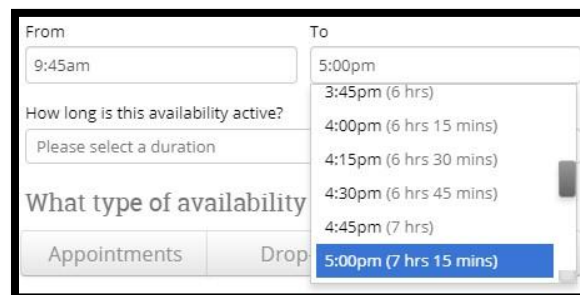 From
To
9:45am
5:00pm
3:45pm (6 hrs)
4:00pm (6 hrs 15 mins)
4:15pm (6 hrs 30 mins)
4:30pm (6 hrs 45 mins)
4:45pm (7 hrs)
5:00pm (7 hrs 15 mins)
How long is this availability active?
Please select a duration
What type of availability
Appointments
Drop